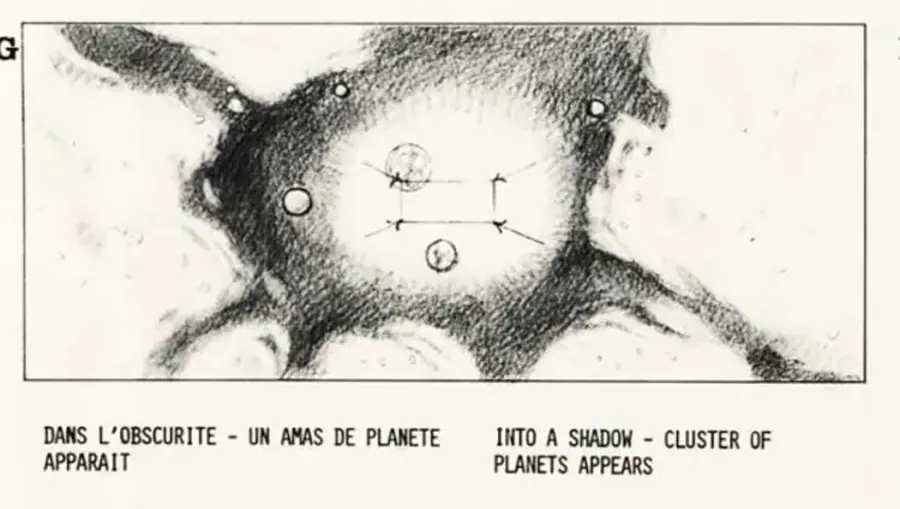 G
DANS L'OBSCURITE - UN AMAS DE PLANETE
APPARAIT
INTO A SHADOW - CLUSTER OF
PLANETS APPEARS